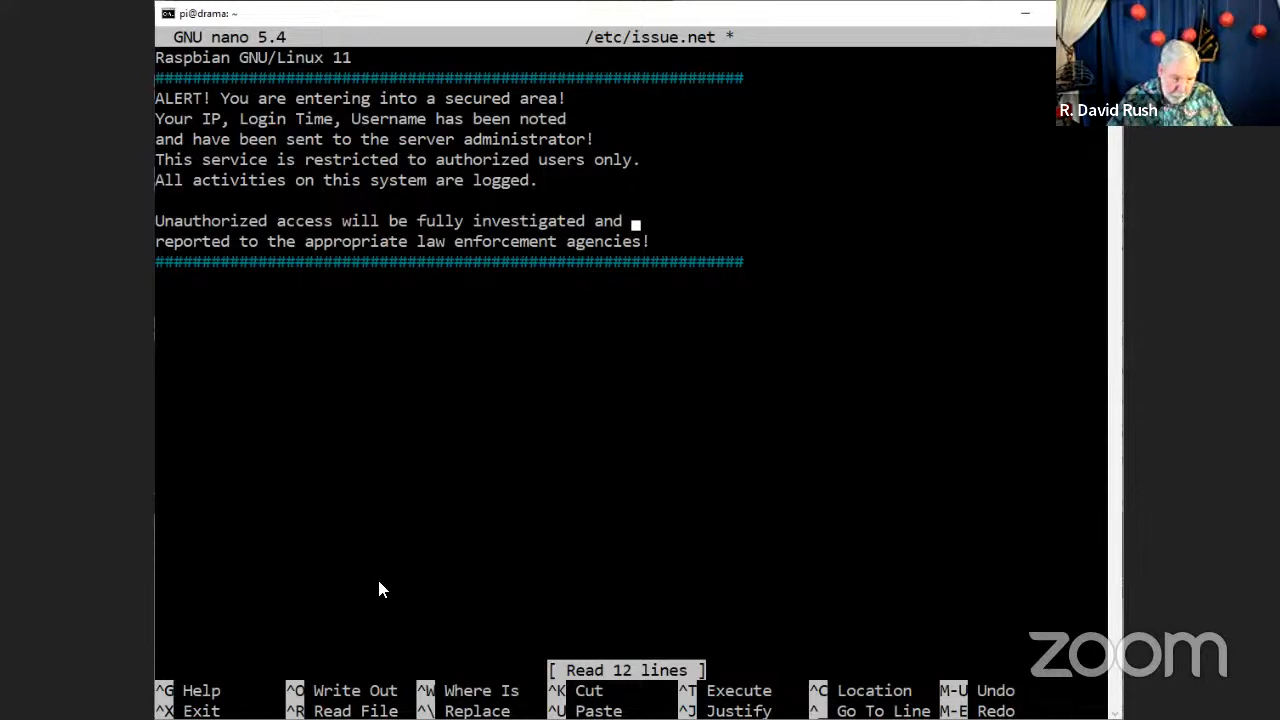 pi@drama: ~
GNU nano 5.4 /etc/issue.net *
Raspbian GNU/Linux 11
###############################################################
ALERT! You are entering into a secured area!
Your IP, Login Time, Username has been noted
and have been sent to the server administrator!
This service is restricted to authorized users only.
All activities on this system are logged.
Unauthorized access will be fully investigated and
reported to the appropriate law enforcement agencies!
###############################################################
R. David Rush
[ Read 12 lines ]
^G Help ^O Write Out ^W Where Is ^K Cut ^T Execute ^C Location M-U Undo
^X Exit ^R Read File ^\ Replace ^U Paste ^J Justify ^_ Go To Line M-E Redo
zoom